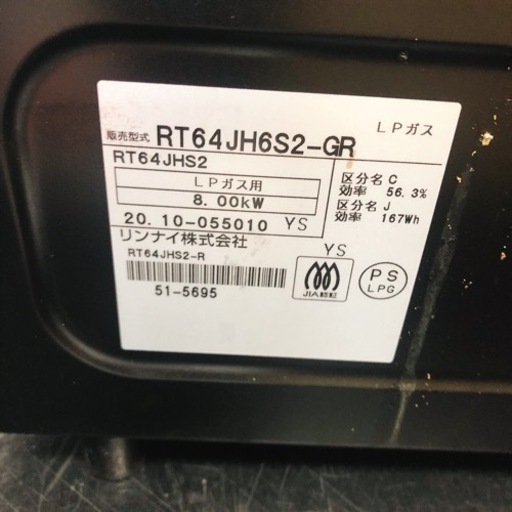 LPガス
販売型式 RT64JH6S2-GR
RT64JHS2
LPガス用
8.00kW
区分名 C
効率 56.3%
区分名 J
効率 167Wh
20.10-055010 YS
リンナイ株式会社
YS
RT64JHS2-R
51-5695
JIA認証
PS
LPG